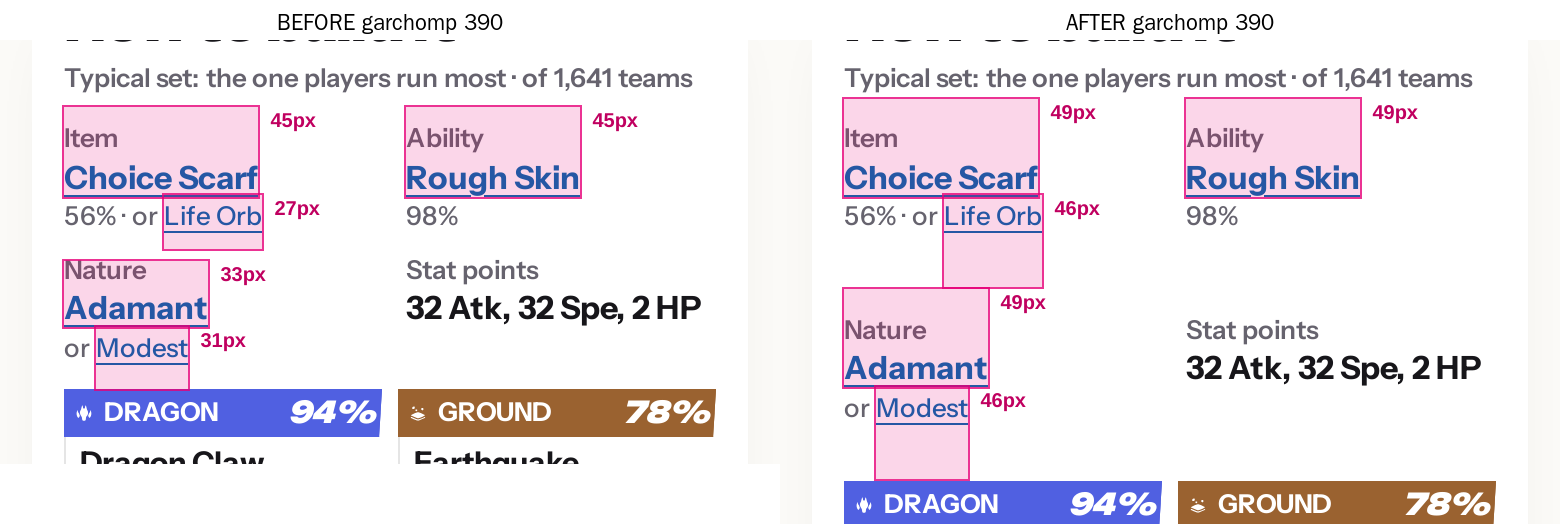 BEFORE garchomp 390
Typical set: the one players run most · of 1,641 teams
Item
Choice Scarf
45px
Ability
Rough Skin
45px
56% · or Life Orb
27px
98%
Nature
Adamant
33px
Stat points
32 Atk, 32 Spe, 2 HP
or Modest
31px
DRAGON 94%
GROUND 78%
Dragon Claw
Earthquake
AFTER garchomp 390
Typical set: the one players run most · of 1,641 teams
Item
Choice Scarf
49px
Ability
Rough Skin
49px
56% · or Life Orb
46px
98%
Nature
Adamant
49px
Stat points
32 Atk, 32 Spe, 2 HP
or Modest
46px
DRAGON 94%
GROUND 78%